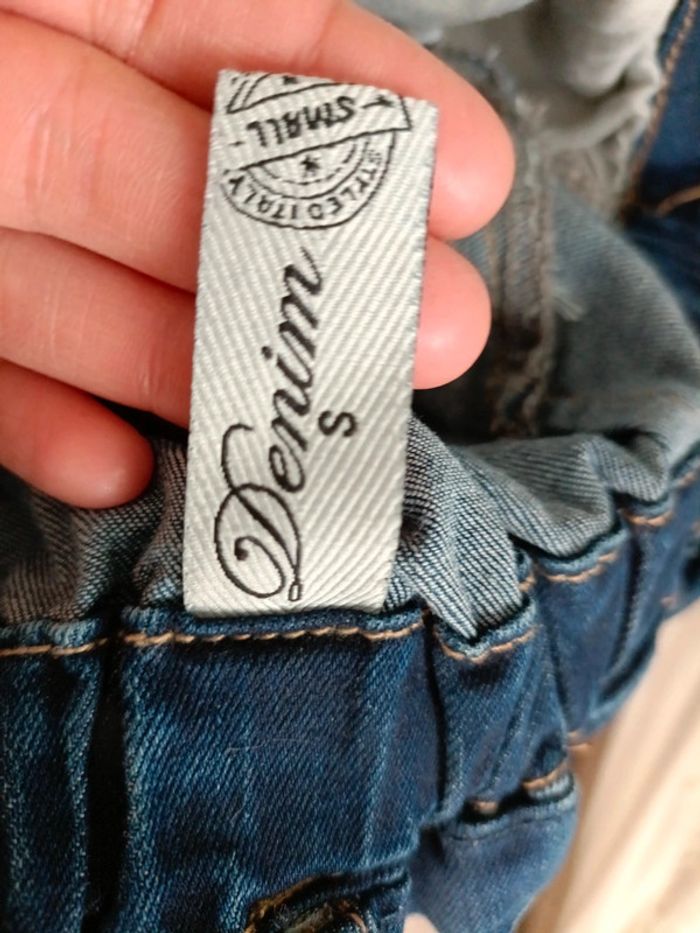 - SMALL -
STYLED ITALY
Denim
S